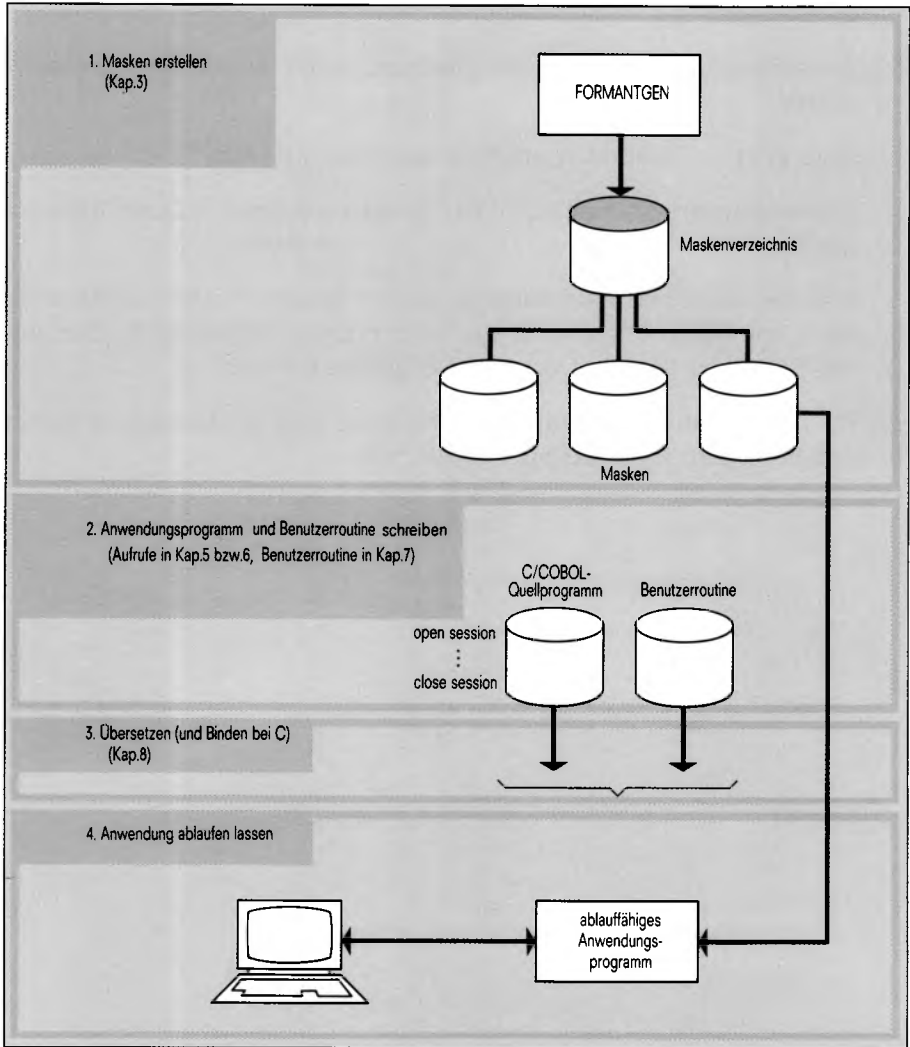 1. Masken erstellen
(Kap.3)
FORMANTGEN
Maskenverzeichnis
Masken
2. Anwendungsprogramm und Benutzerroutine schreiben
(Aufrufe in Kap.5 bzw.6, Benutzerroutine in Kap.7)
C/COBOL-
Quellprogramm
Benutzerroutine
open session
⋮
close session
3. Übersetzen (und Binden bei C)
(Kap.8)
4. Anwendung ablaufen lassen
ablauffähiges
Anwendungs-
programm